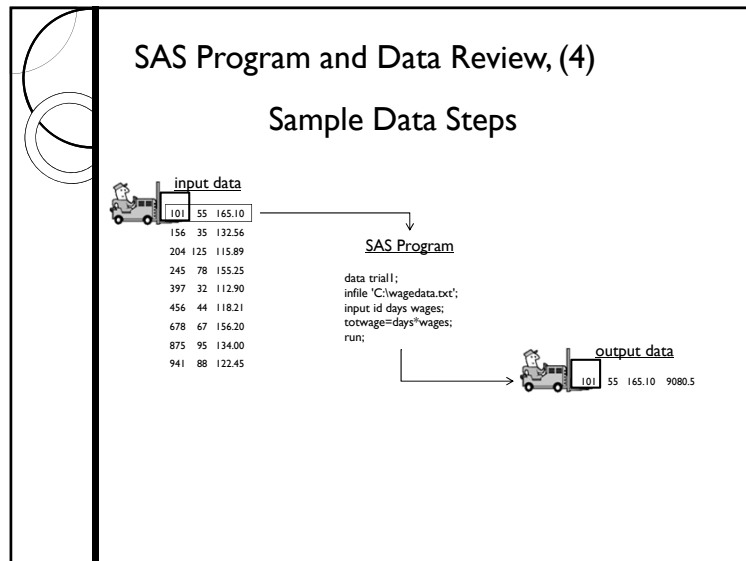 SAS Program and Data Review, (4)
Sample Data Steps
input data
101 55 165.10
156 35 132.56
204 125 115.89
245 78 155.25
397 32 112.90
456 44 118.21
678 67 156.20
875 95 134.00
941 88 122.45
SAS Program
data trial1;
infile 'C:\wagedata.txt';
input id days wages;
totwage=days*wages;
run;
output data
101 55 165.10 9080.5